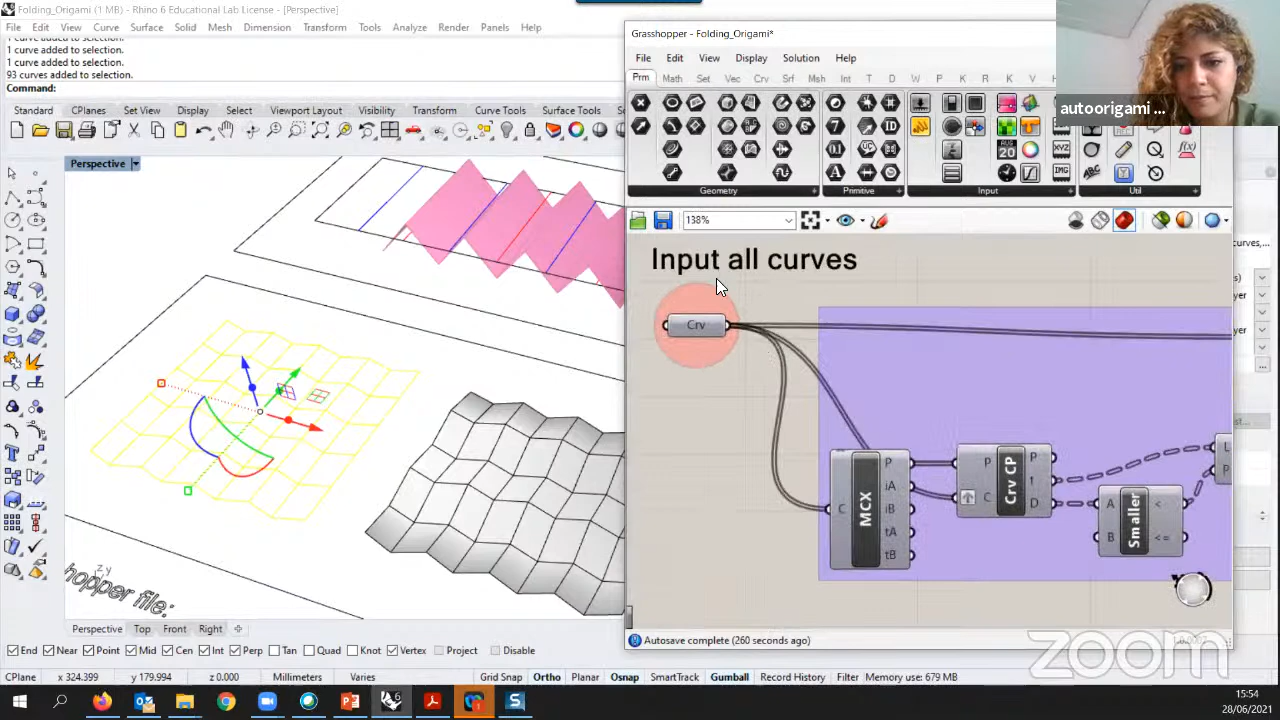 Folding_Origami (1 MB) - Rhino 6 Educational Lab License - [Perspective]
File Edit View Curve Surface Solid Mesh Dimension Transform Tools Analyze Render Panels Help
1 curve added to selection.
1 curve added to selection.
93 curves added to selection.
Command:
Standard CPlanes Set View Display Select Viewport Layout Visibility Transform Curve Tools Surface Tools
Perspective
z y
hopper file:
Perspective Top Front Right
End Near Point Mid Cen Int Perp Tan Quad Knot Vertex Project Disable
CPlane x 324.399 y 179.994 z 0.000 Millimeters Varies Grid Snap Ortho Planar Osnap SmartTrack Gumball Record History Filter Memory use: 679 MB
Grasshopper - Folding_Origami*
File Edit View Display Solution Help
Prm Math Set Vec Crv Srf Msh Int T D W P K R K V
Geometry Primitive Input Util
138%
Input all curves
Crv
C MCX P iA iB tA tB
P C Crv CP P t D
A B Smaller < <=
L P
Autosave complete (260 seconds ago)
autoorigami ...
zoom
15:54
28/06/2021